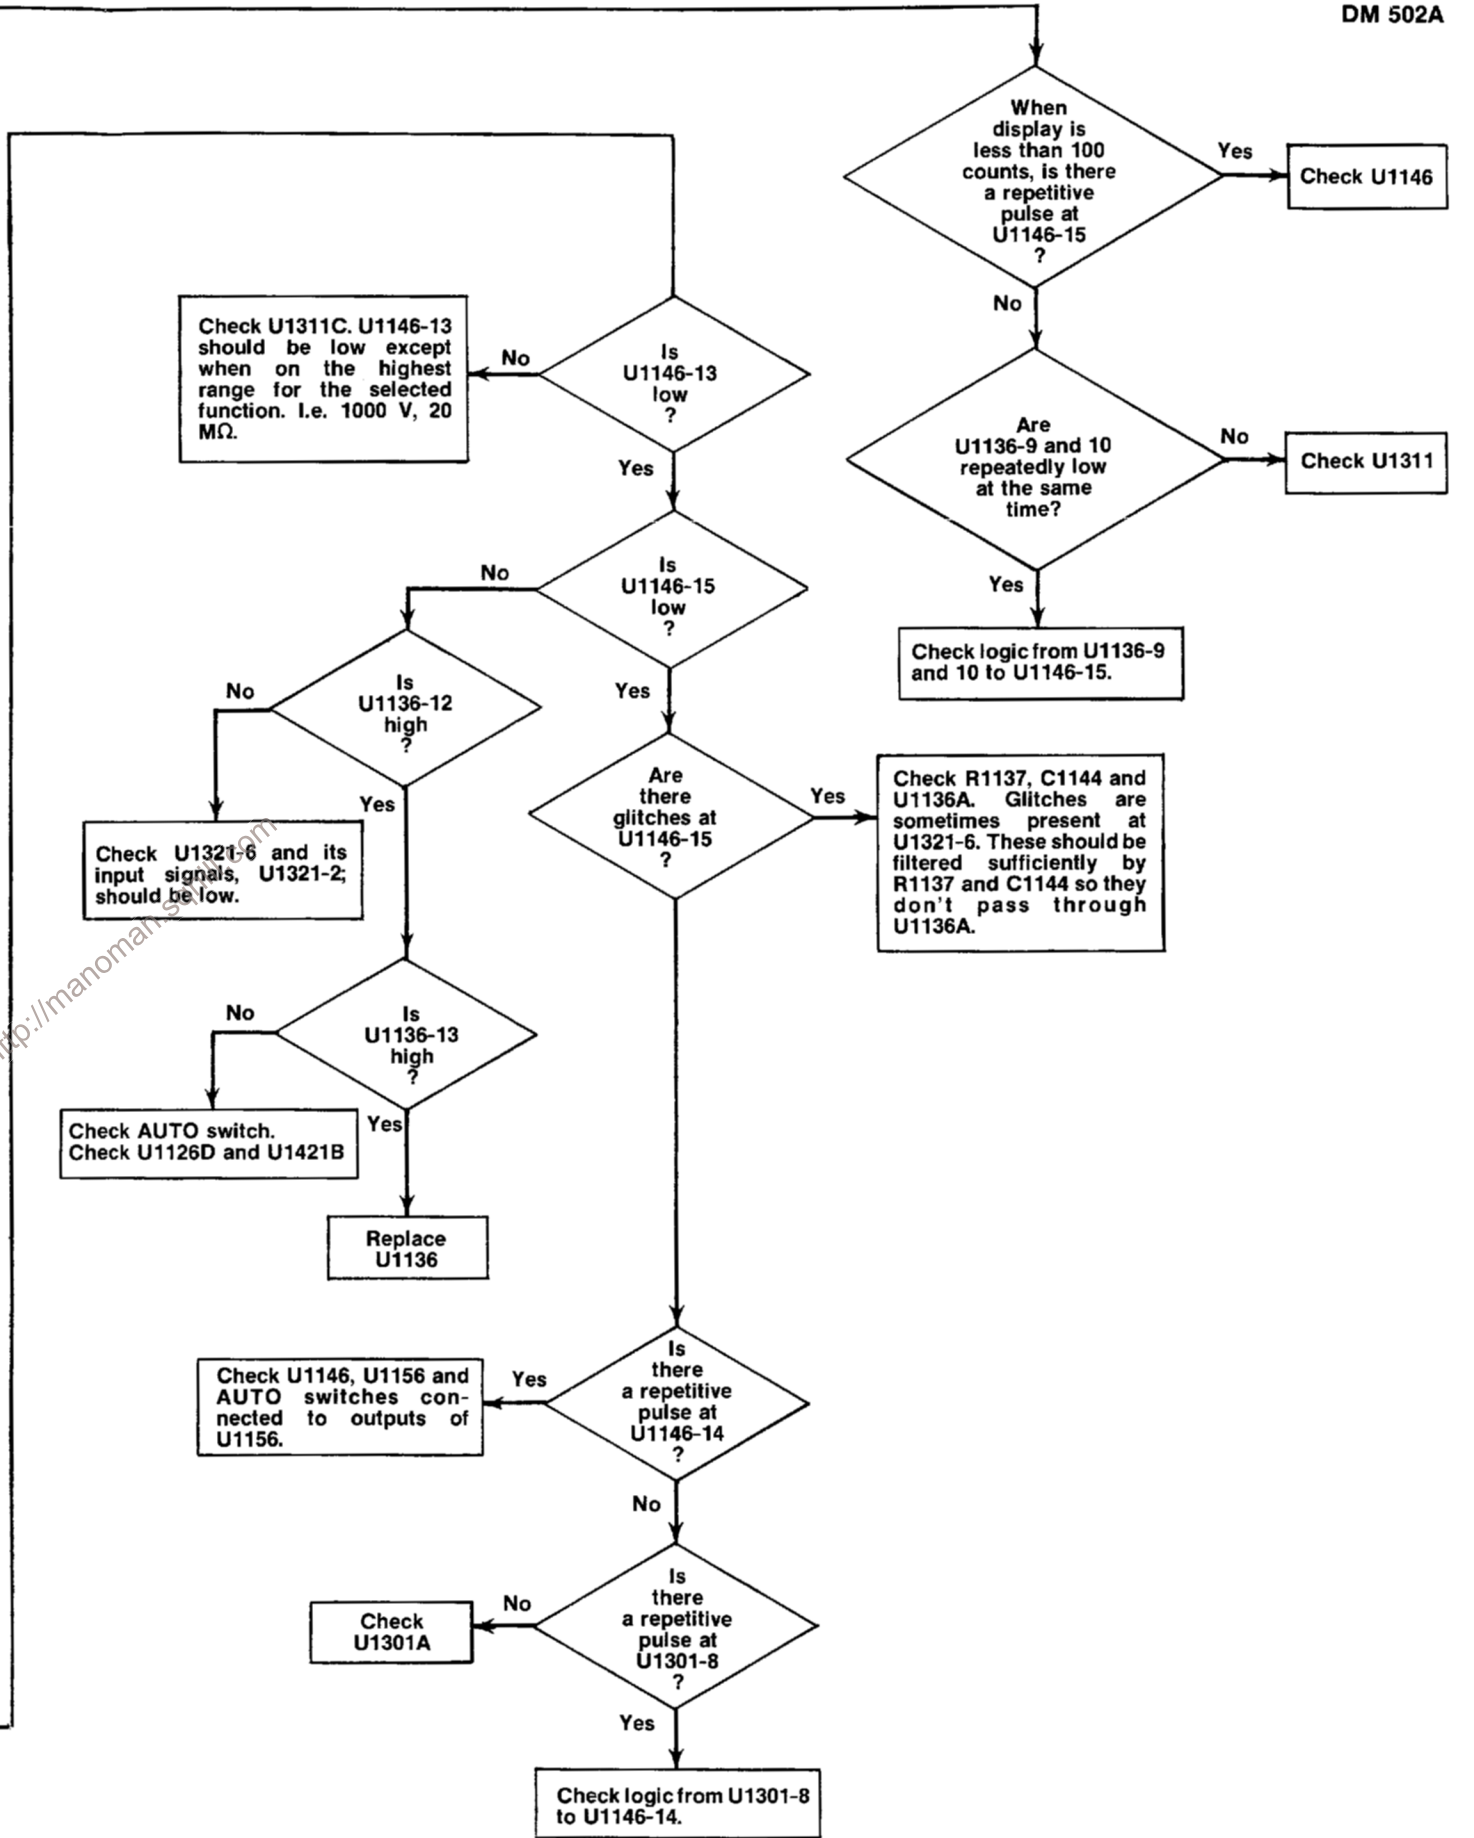 DM 502A
When
display is
less than 100
counts, is there
a repetitive
pulse at
U1146-15
?
Yes
Check U1146
No
Are
U1136-9 and 10
repeatedly low
at the same
time?
No
Check U1311
Yes
Check logic from U1136-9
and 10 to U1146-15.
Is
U1146-13
low
?
No
Check U1311C. U1146-13
should be low except
when on the highest
range for the selected
function. I.e. 1000 V, 20
MΩ.
Yes
Is
U1146-15
low
?
No
Is
U1136-12
high
?
No
Check U1321-6 and its
input signals, U1321-2;
should be low.
Yes
Is
U1136-13
high
?
No
Check AUTO switch.
Check U1126D and U1421B
Yes
Replace
U1136
Yes
Are
there
glitches at
U1146-15
?
Yes
Check R1137, C1144 and
U1136A. Glitches are
sometimes present at
U1321-6. These should be
filtered sufficiently by
R1137 and C1144 so they
don't pass through
U1136A.
Is
there
a repetitive
pulse at
U1146-14
?
Yes
Check U1146, U1156 and
AUTO switches con-
nected to outputs of
U1156.
No
Is
there
a repetitive
pulse at
U1301-8
?
No
Check
U1301A
Yes
Check logic from U1301-8
to U1146-14.